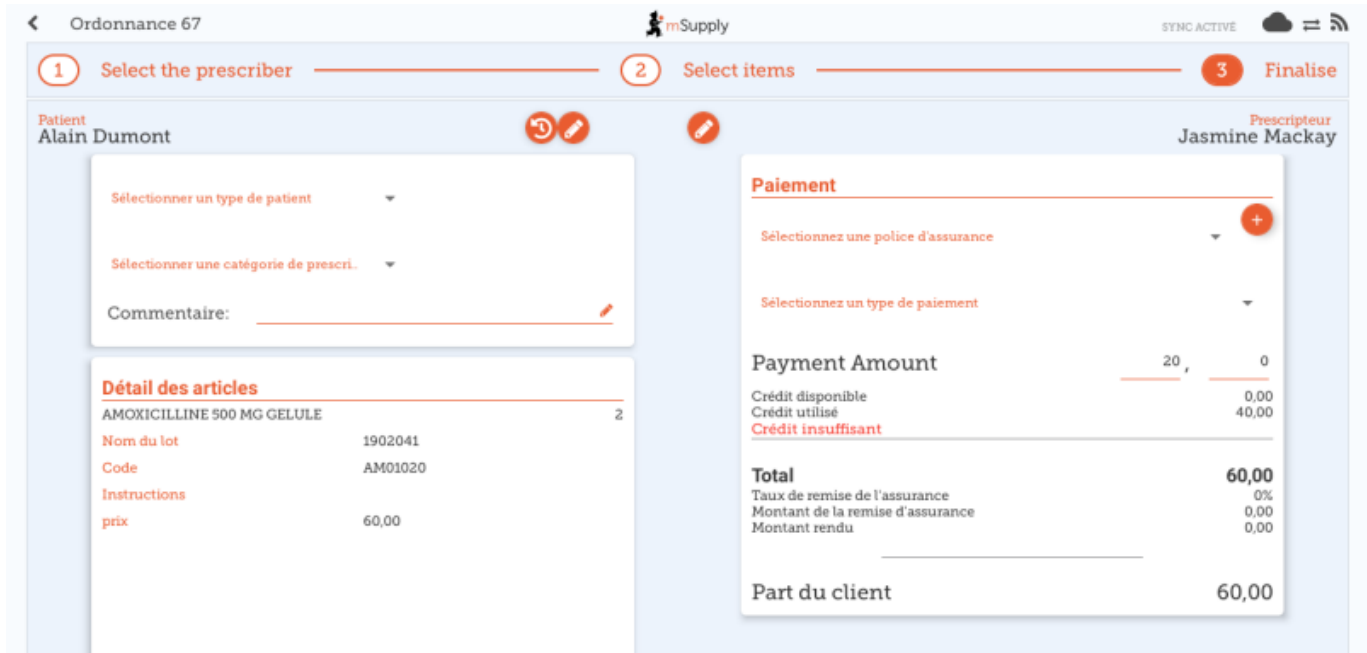 Ordonnance 67
mSupply
SYNC ACTIVÉ
1 Select the prescriber
2 Select items
3 Finalise
Patient
Alain Dumont
Prescripteur
Jasmine Mackay
Sélectionner un type de patient
Sélectionner une catégorie de prescri..
Commentaire:
Détail des articles
AMOXICILLINE 500 MG GELULE 2
Nom du lot 1902041
Code AM01020
Instructions
prix 60,00
Paiement
+
Sélectionnez une police d'assurance
Sélectionnez un type de paiement
Payment Amount 20 , 0
Crédit disponible 0,00
Crédit utilisé 40,00
Crédit insuffisant
Total 60,00
Taux de remise de l'assurance 0%
Montant de la remise d'assurance 0,00
Montant rendu 0,00
Part du client 60,00